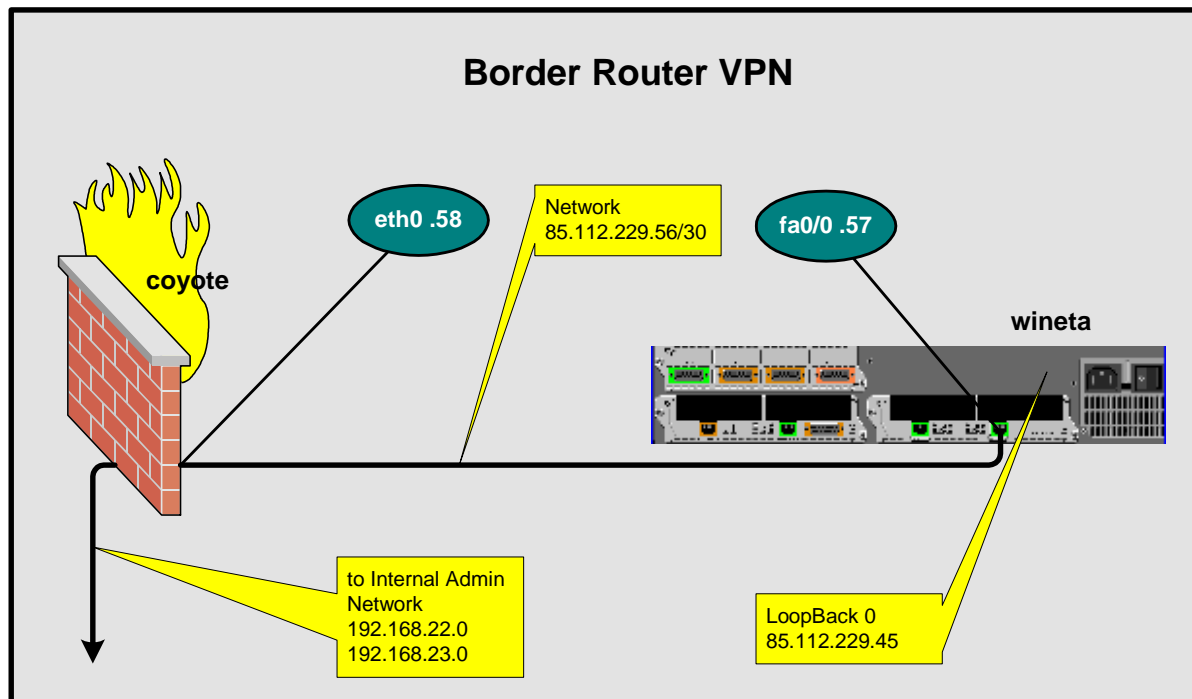 Border Router VPN
eth0 .58
Network
85.112.229.56/30
fa0/0 .57
coyote
wineta
to Internal Admin
Network
192.168.22.0
192.168.23.0
LoopBack 0
85.112.229.45